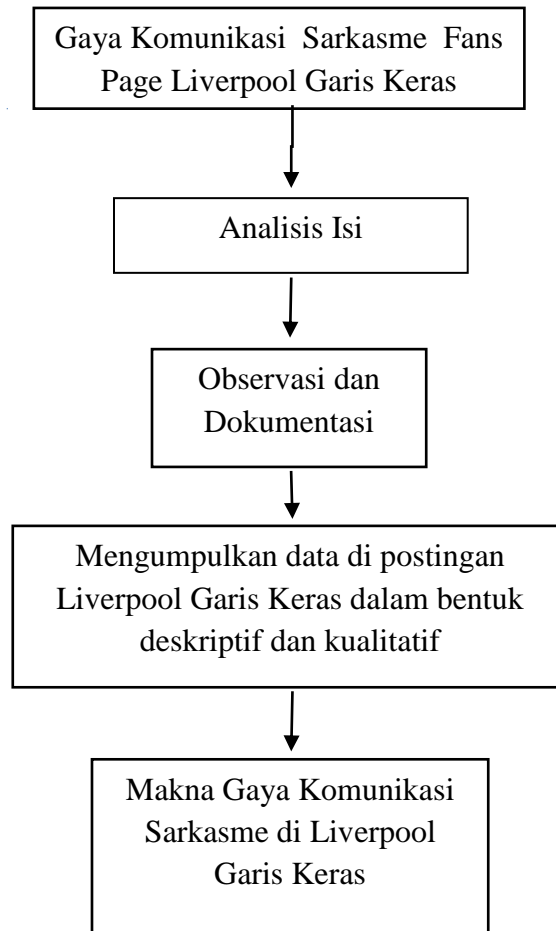 Gaya Komunikasi Sarkasme Fans
Page Liverpool Garis Keras
Analisis Isi
Observasi dan
Dokumentasi
Mengumpulkan data di postingan
Liverpool Garis Keras dalam bentuk
deskriptif dan kualitatif
Makna Gaya Komunikasi
Sarkasme di Liverpool
Garis Keras